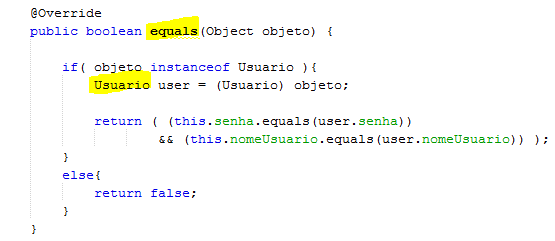 @Override
public boolean equals(Object objeto) {
if( objeto instanceof Usuario ){
Usuario user = (Usuario) objeto;
return ( (this.senha.equals(user.senha))
&& (this.nomeUsuario.equals(user.nomeUsuario)) );
}
else{
return false;
}
}